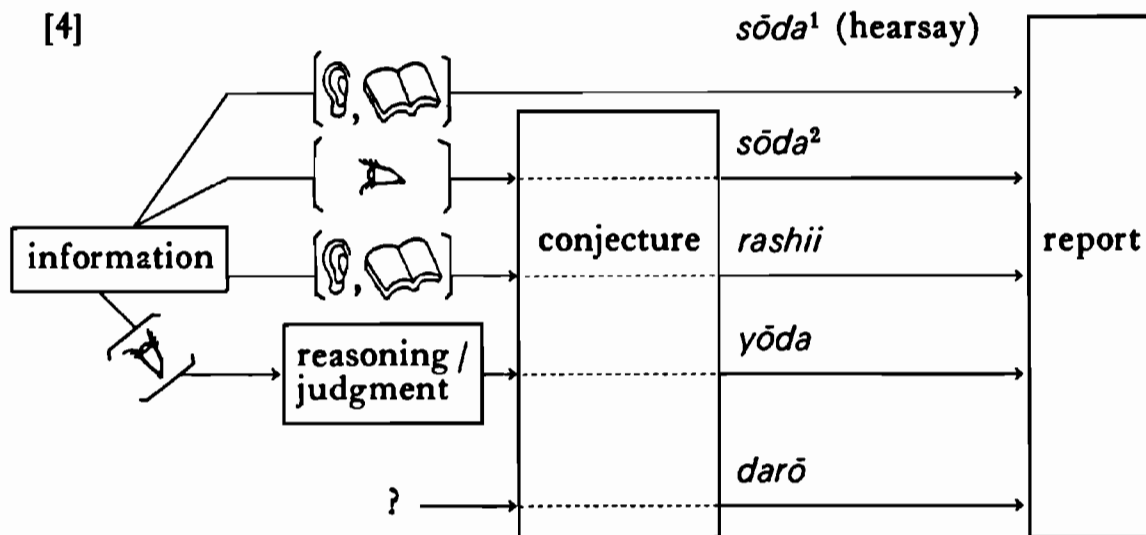 [4]
sōda¹ (hearsay)
,
sōda²
information
conjecture
rashii
report
,
reasoning /
judgment
yōda
darō
?